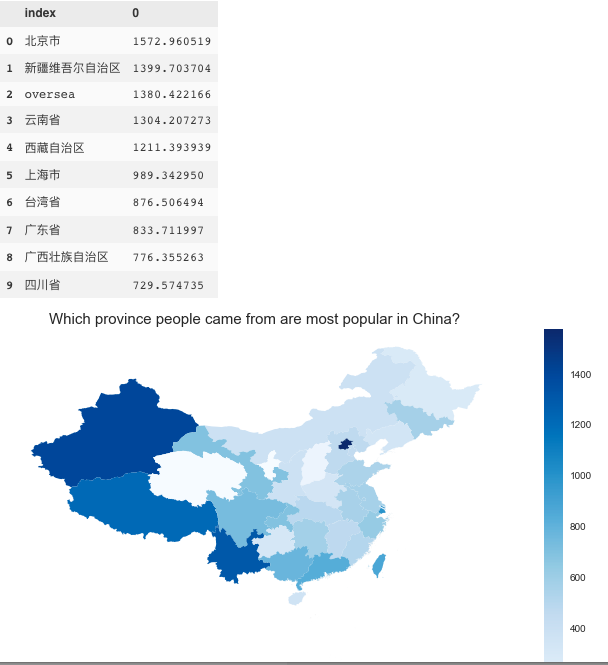 index 0
0 北京市 1572.960519
1 新疆维吾尔自治区 1399.703704
2 oversea 1380.422166
3 云南省 1304.207273
4 西藏自治区 1211.393939
5 上海市 989.342950
6 台湾省 876.506494
7 广东省 833.711997
8 广西壮族自治区 776.355263
9 四川省 729.574735
Which province people came from are most popular in China?
1400
1200
1000
800
600
400